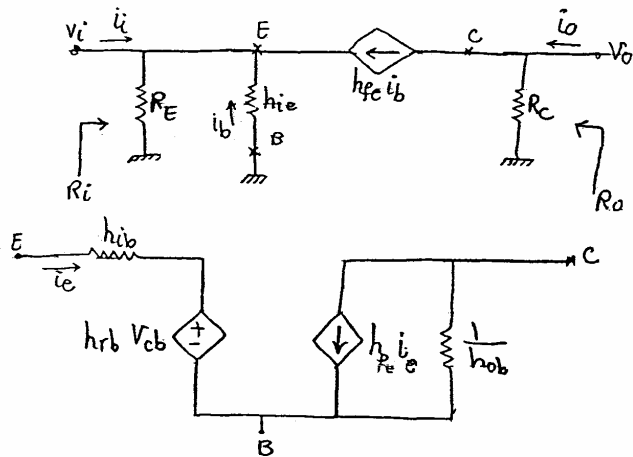 Vi
ii
E
C
io
Vo
RE
hie
ib
B
hfe ib
RC
Ri
Ro
E
hib
ie
hrb Vcb
+
-
hfe ie
1/hob
C
B